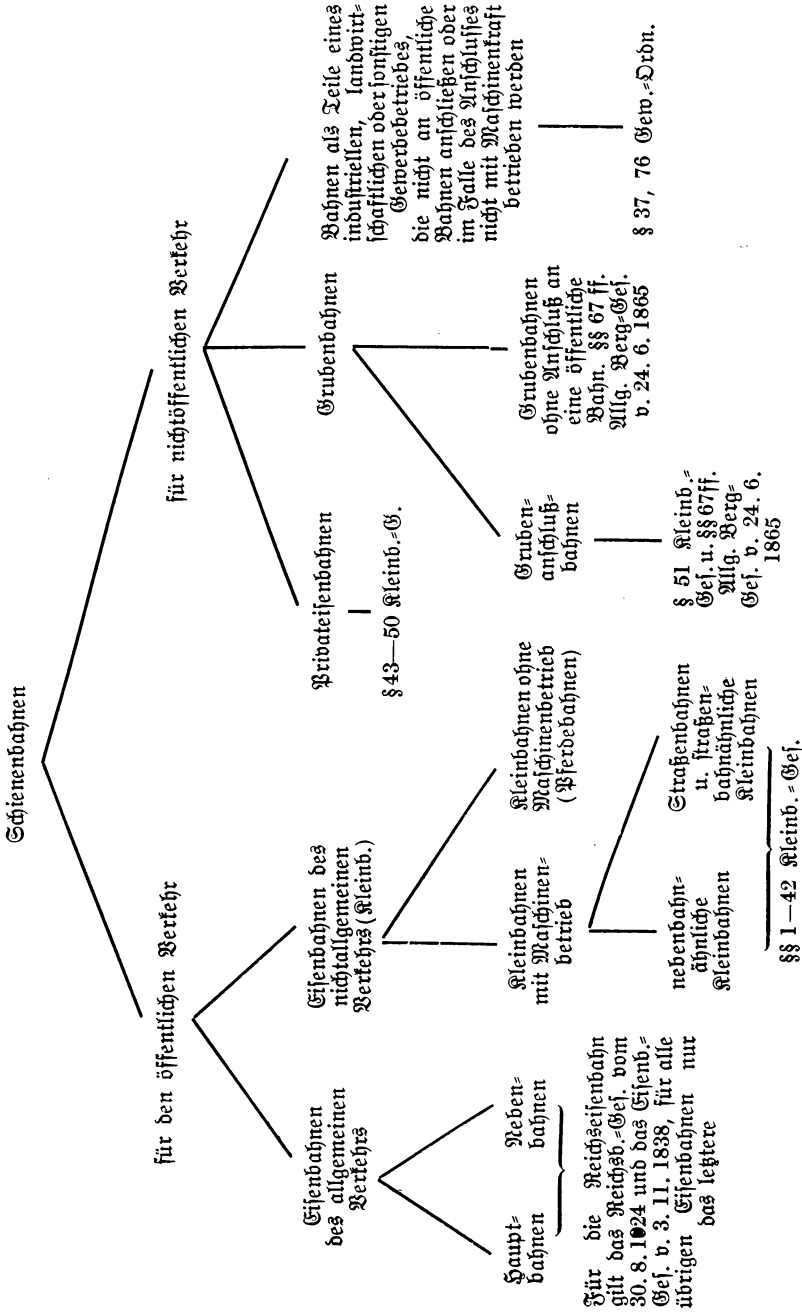 Schienenbahnen
für den öffentlichen Verkehr
für nichtöffentlichen Verkehr
Eisenbahnen
des allgemeinen
Verkehrs
Eisenbahnen des
nichtallgemeinen
Verkehrs (Kleinb.)
Privateisenbahnen
§ 43—50 Kleinb.=G.
Grubenbahnen
Bahnen als Teile eines
industriellen, landwirt=
schaftlichen oder sonstigen
Gewerbebetriebes,
die nicht an öffentliche
Bahnen anschließen oder
im Falle des Anschlusses
nicht mit Maschinenkraft
betrieben werden
§ 37, 76 Gew.=Ordn.
Haupt=
bahnen
Neben=
bahnen
Kleinbahnen
mit Maschinen=
betrieb
Kleinbahnen ohne
Maschinenbetrieb
(Pferdebahnen)
Gruben=
anschluß=
bahnen
Grubenbahnen
ohne Anschluß an
eine öffentliche
Bahn. §§ 67 ff.
Allg. Berg=Ges.
v. 24. 6. 1865
Für die Reichseisenbahn
gilt das Reichsb.=Ges. vom
30. 8. 1924 und das Eisenb.=
Ges. v. 3. 11. 1838, für alle
übrigen Eisenbahnen nur
das letztere
nebenbahn=
ähnliche
Kleinbahnen
Straßenbahnen
u. straßen=
bahnähnliche
Kleinbahnen
§§ 1—42 Kleinb.=Ges.
§ 51 Kleinb.=
Ges. u. §§ 67 ff.
Allg. Berg=
Ges. v. 24. 6.
1865